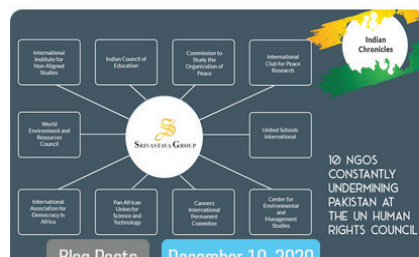 International
Institute for
Non-Aligned
Studies
Indian Council of
Education
Commission to
Study the
Organization of
Peace
International
Club for Peace
Research
Indian
Chronicles
World
Environment and
Resources
Council
S
SRIVASTAVA GROUP
United Schools
International
10 NGOS
CONSTANTLY
UNDERMINING
PAKISTAN AT
THE UN HUMAN
RIGHTS COUNCIL
International
Association for
Democracy in
Africa
Pan-African
Union for
Science and
Technology
Canners
International
Permanent
Commitee
Center for
Environmental
and
Management
Studies
Blog Posts
December 10, 2020